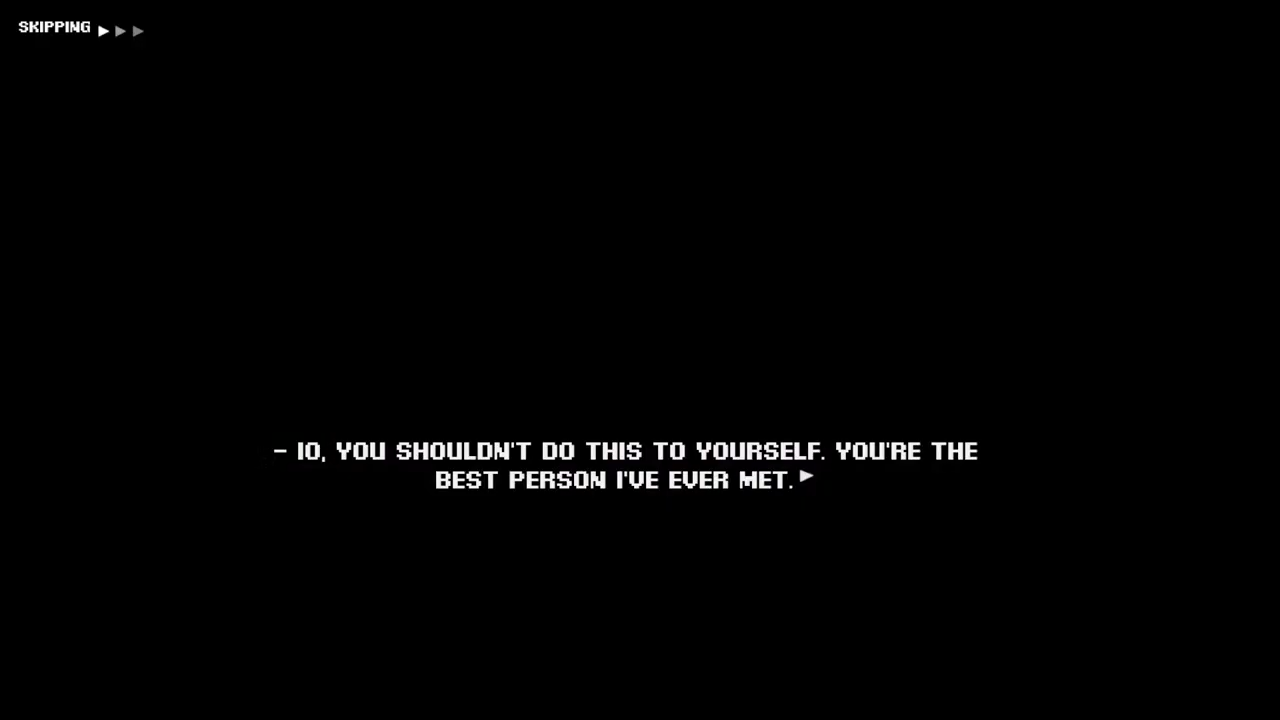 SKIPPING ▶▶▶
- IO, YOU SHOULDN'T DO THIS TO YOURSELF. YOU'RE THE
BEST PERSON I'VE EVER MET.▶